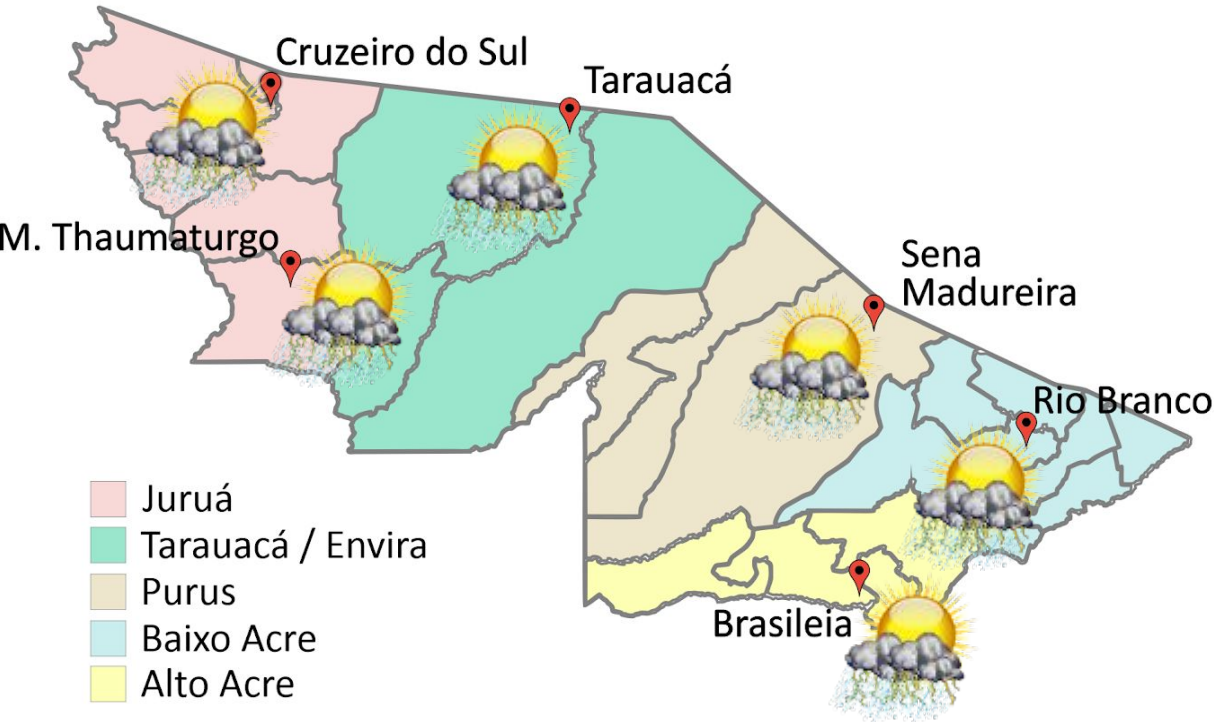 Cruzeiro do Sul
Tarauacá
M. Thaumaturgo
Sena
Madureira
Rio Branco
Brasileia
Juruá
Tarauacá / Envira
Purus
Baixo Acre
Alto Acre